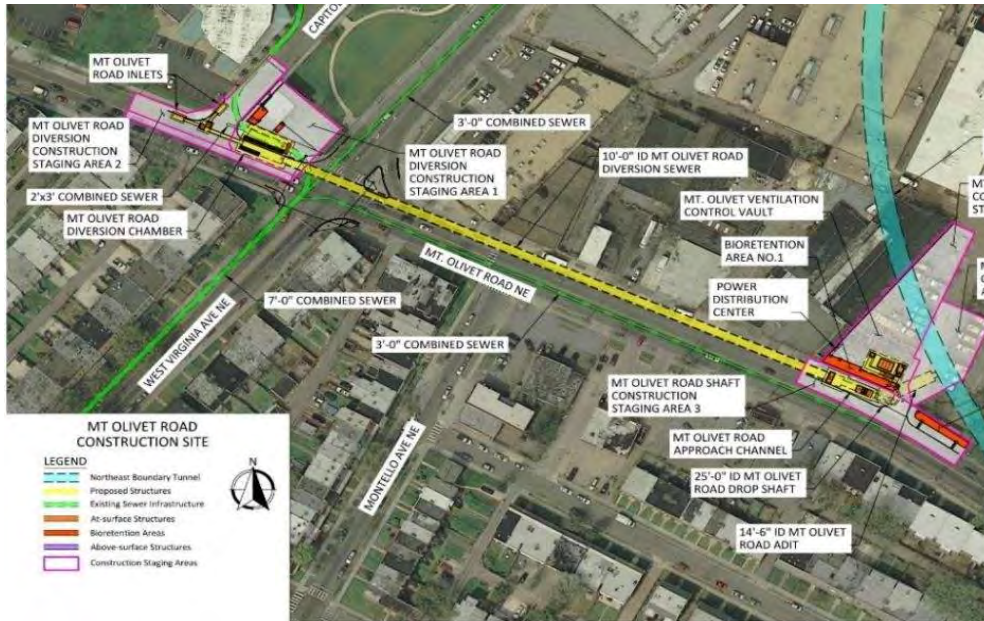 CAPITO
MT OLIVET
ROAD INLETS
MT OLIVET ROAD
DIVERSION
CONSTRUCTION
STAGING AREA 2
2'x3' COMBINED SEWER
MT OLIVET ROAD
DIVERSION CHAMBER
3'-0" COMBINED SEWER
MT OLIVET ROAD
DIVERSION
CONSTRUCTION
STAGING AREA 1
10'-0" ID MT OLIVET ROAD
DIVERSION SEWER
MT. OLIVET VENTILATION
CONTROL VAULT
BIORETENTION
AREA NO.1
POWER
DISTRIBUTION
CENTER
MT
CO
ST
M
C
A
MT. OLIVET ROAD NE
7'-0" COMBINED SEWER
WEST VIRGINIA AVE NE
3'-0" COMBINED SEWER
MONTELLO AVE NE
MT OLIVET ROAD SHAFT
CONSTRUCTION
STAGING AREA 3
MT OLIVET ROAD
APPROACH CHANNEL
25'-0" ID MT OLIVET
ROAD DROP SHAFT
14'-6" ID MT OLIVET
ROAD ADIT
MT OLIVET ROAD
CONSTRUCTION SITE
LEGEND
Northeast Boundary Tunnel
Proposed Structures
Existing Sewer Infrastructure
At-surface Structures
Bioretention Areas
Above-surface Structures
Construction Staging Areas
N